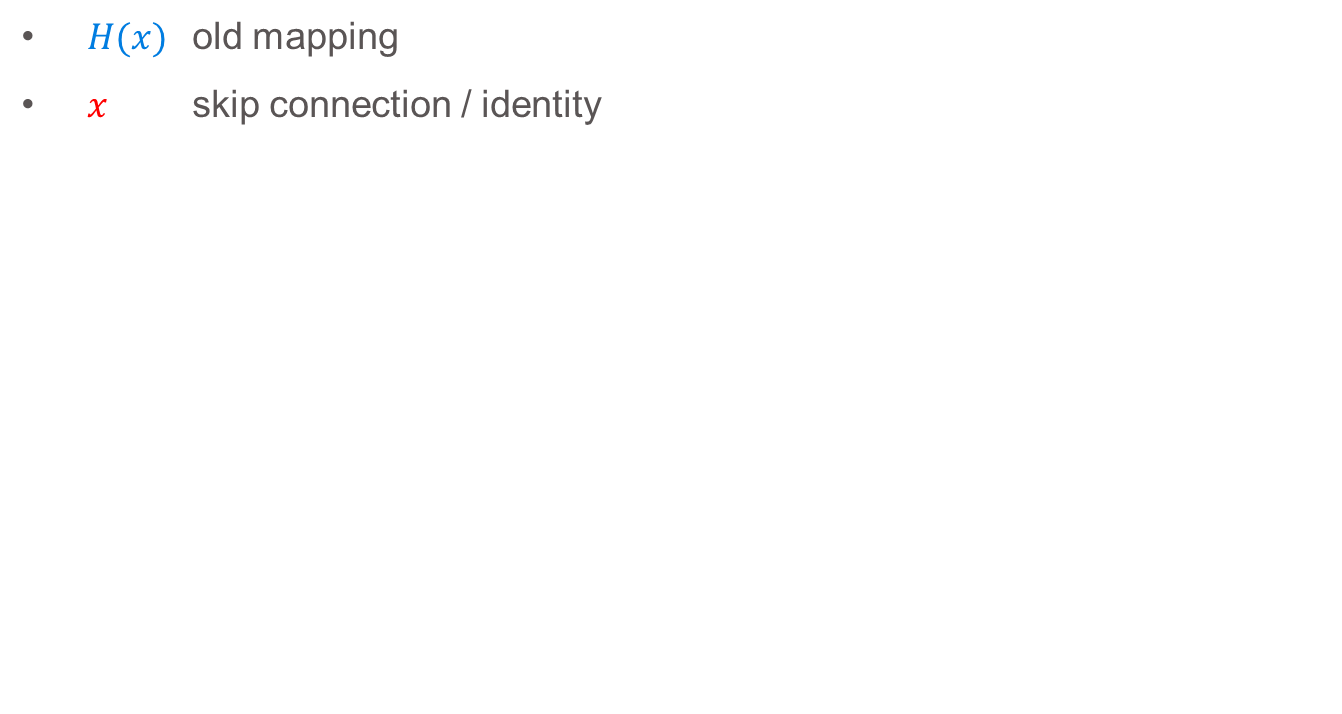 • H(x) old mapping
• x skip connection / identity